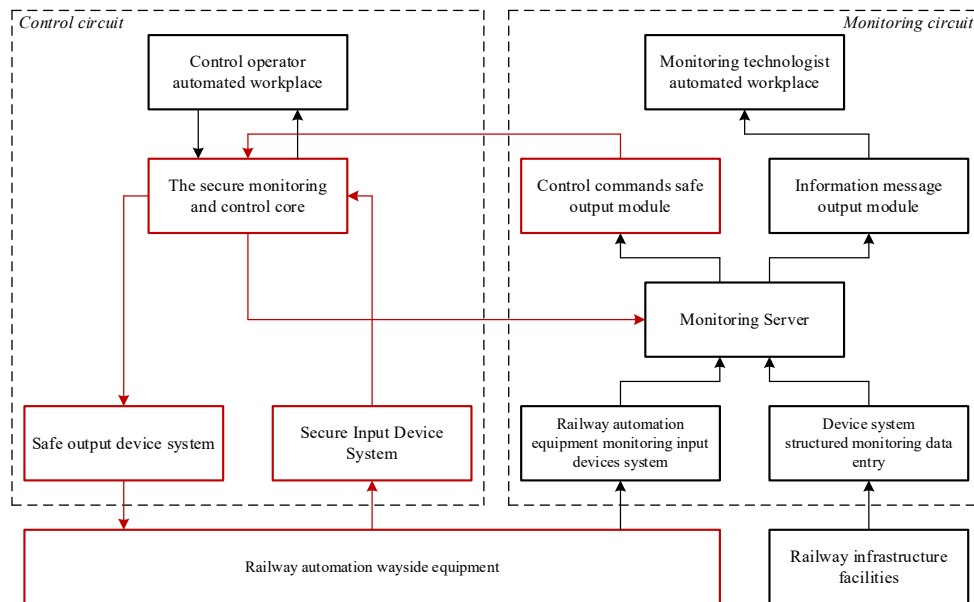 Control circuit
Monitoring circuit
Control operator
automated workplace
Monitoring technologist
automated workplace
The secure monitoring
and control core
Control commands safe
output module
Information message
output module
Monitoring Server
Safe output device system
Secure Input Device
System
Railway automation
equipment monitoring input
devices system
Device system
structured monitoring data
entry
Railway automation wayside equipment
Railway infrastructure
facilities